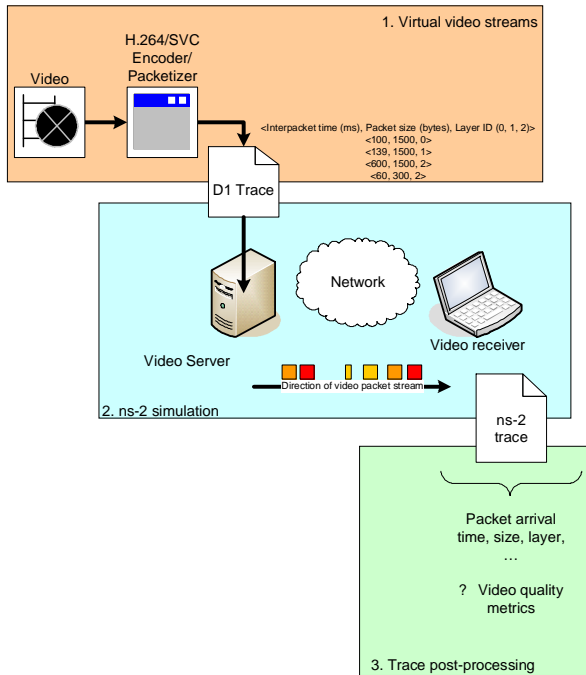 1. Virtual video streams
H.264/SVC
Encoder/
Packetizer
Video
<Interpacket time (ms), Packet size (bytes), Layer ID (0, 1, 2)>
<100, 1500, 0>
<139, 1500, 1>
<600, 1500, 2>
<60, 300, 2>
D1 Trace
Network
Video Server
Video receiver
Direction of video packet stream
2. ns-2 simulation
ns-2
trace
Packet arrival
time, size, layer,
…
? Video quality
metrics
3. Trace post-processing